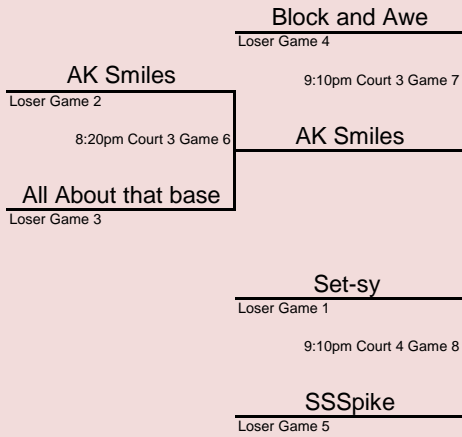 Block and Awe
Loser Game 4
AK Smiles
9:10pm Court 3 Game 7
Loser Game 2
8:20pm Court 3 Game 6
AK Smiles
All About that base
Loser Game 3
Set-sy
Loser Game 1
9:10pm Court 4 Game 8
SSSpike
Loser Game 5